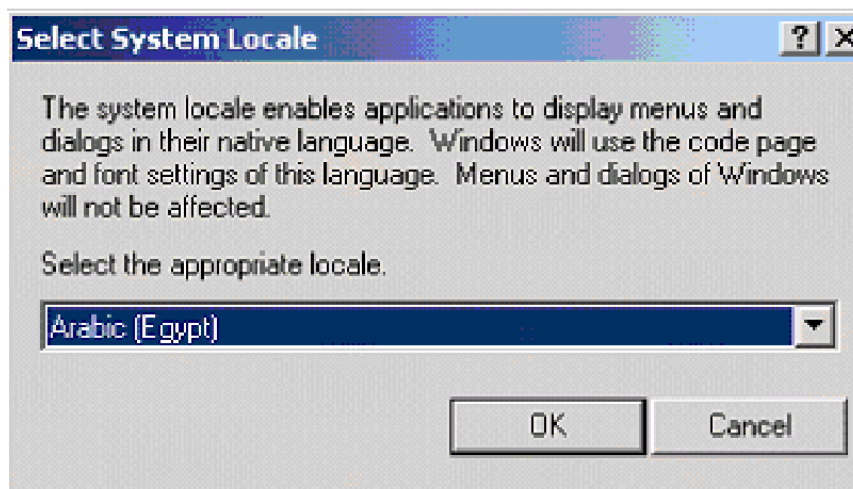 Select System Locale
The system locale enables applications to display menus and
dialogs in their native language. Windows will use the code page
and font settings of this language. Menus and dialogs of Windows
will not be affected.
Select the appropriate locale.
Arabic (Egypt)
OK Cancel